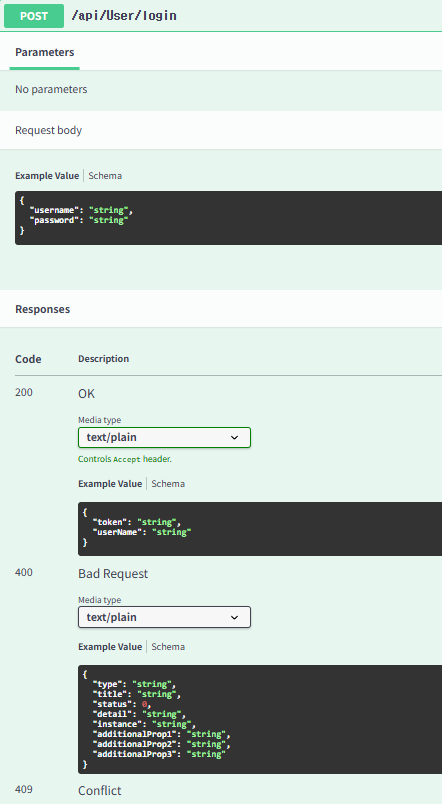 POST /api/User/login
Parameters
No parameters
Request body
Example Value Schema
{
"username": "string",
"password": "string"
}
Responses
Code Description
200 OK
Media type
text/plain
Controls Accept header.
Example Value Schema
{
"token": "string",
"userName": "string"
}
400 Bad Request
Media type
text/plain
Example Value Schema
{
"type": "string",
"title": "string",
"status": 0,
"detail": "string",
"instance": "string",
"additionalProp1": "string",
"additionalProp2": "string",
"additionalProp3": "string"
}
409 Conflict